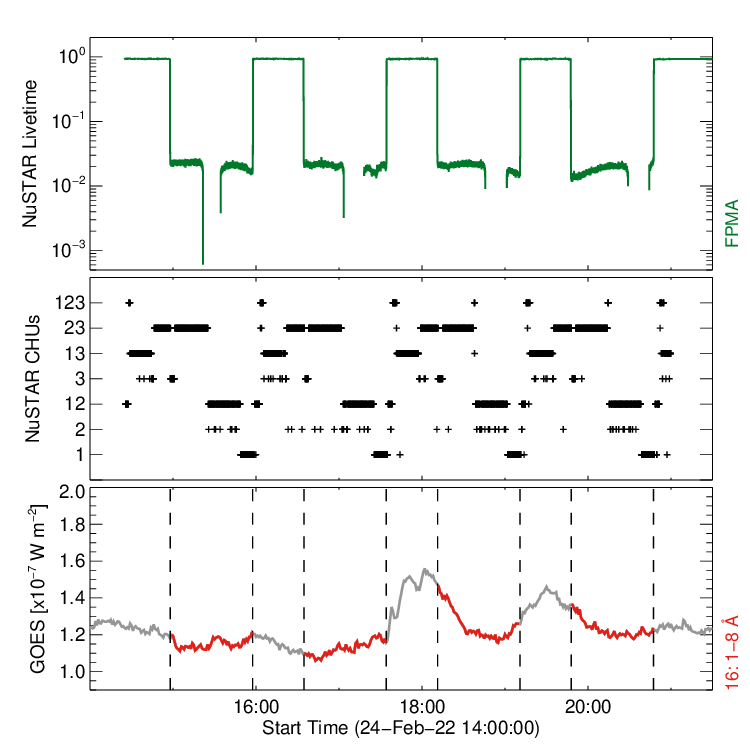 NuSTAR Livetime
10⁰
10⁻¹
10⁻²
10⁻³
FPMA
NuSTAR CHUs
123
23
13
3
12
2
1
GOES [x10⁻⁷ W m⁻²]
2.0
1.8
1.6
1.4
1.2
1.0
16: 1−8 Å
16:00 18:00 20:00
Start Time (24−Feb−22 14:00:00)